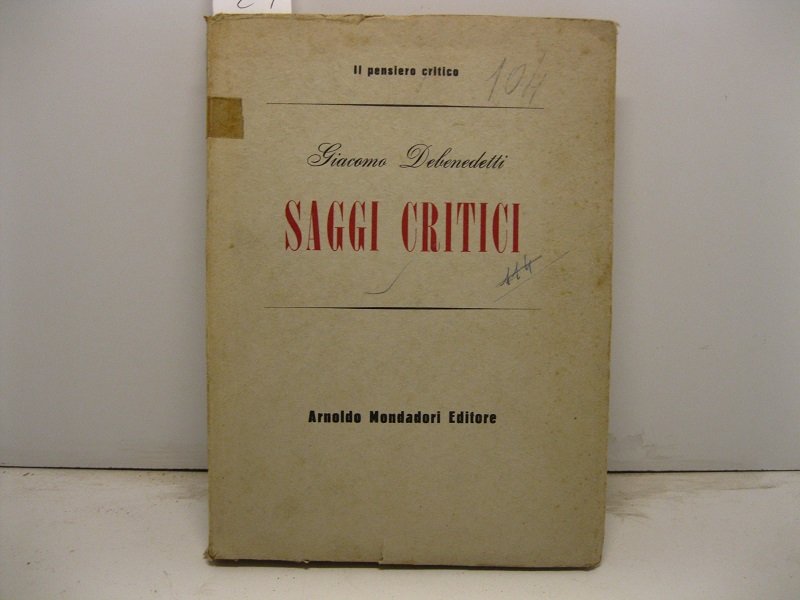 Il pensiero critico
104
Giacomo Debenedetti
SAGGI CRITICI
Arnoldo Mondadori Editore